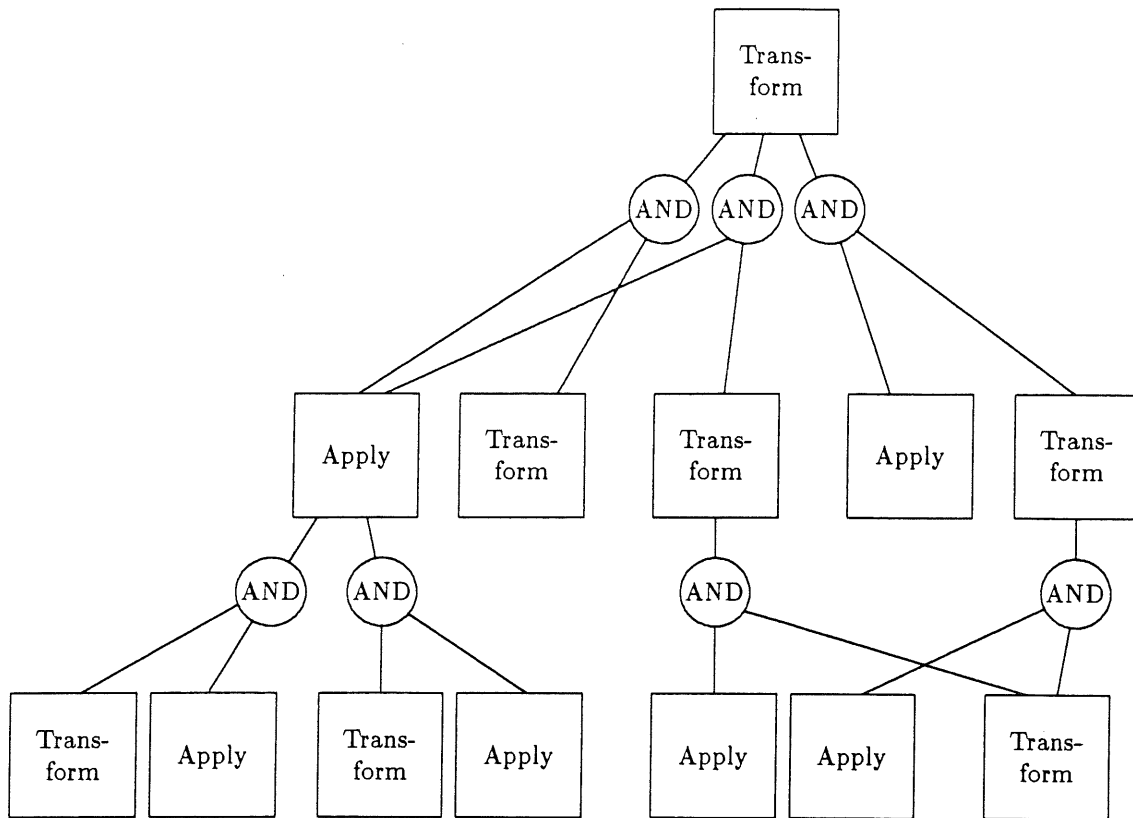 Trans-
form
AND AND AND
Apply
Trans-
form
Trans-
form
Apply
Trans-
form
AND AND AND AND
Trans-
form
Apply
Trans-
form
Apply
Apply
Apply
Trans-
form